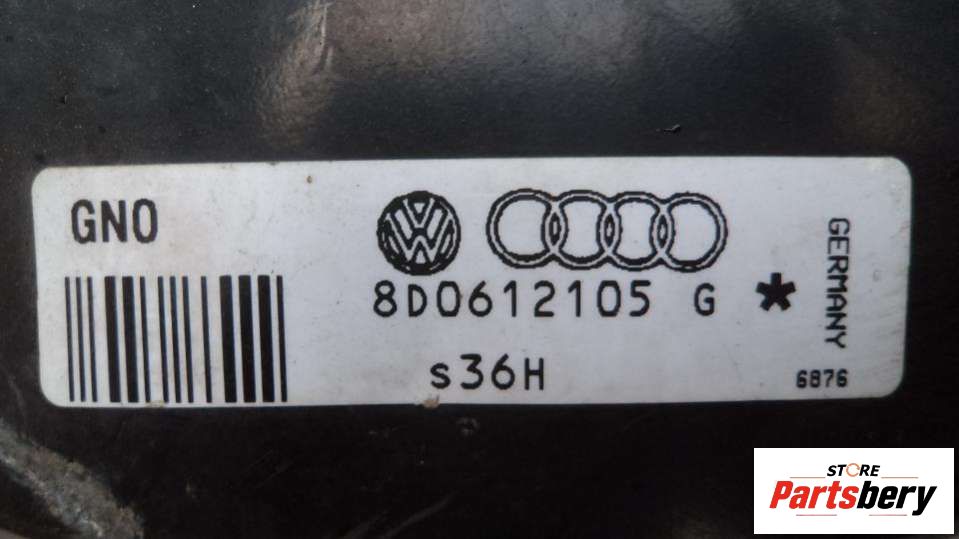 GNO
8D0612105 G *
s36H
GERMANY
6876
STORE
Partsbery